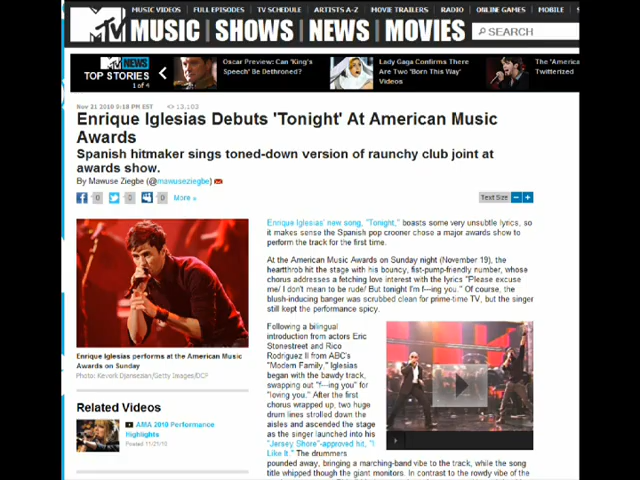 MUSIC VIDEOS FULL EPISODES TV SCHEDULE ARTISTS A-Z MOVIE TRAILERS RADIO ONLINE GAMES MOBILE
MTV MUSIC | SHOWS | NEWS | MOVIES SEARCH
MTV NEWS
TOP STORIES
1 of 4
Oscar Preview: Can 'King's
Speech' Be Dethroned?
Lady Gaga Confirms There
Are Two 'Born This Way'
Videos
The 'America
Twitterized
Nov 21 2010 9:18 PM EST <> 13,103
Enrique Iglesias Debuts 'Tonight' At American Music
Awards
Spanish hitmaker sings toned-down version of raunchy club joint at
awards show.
By Mawuse Ziegbe (@mawuseziegbe)
0 0 0 More »
Text Size - +
Enrique Iglesias' new song, "Tonight," boasts some very unsubtle lyrics, so
it makes sense the Spanish pop crooner chose a major awards show to
perform the track for the first time.
At the American Music Awards on Sunday night (November 19), the
heartthrob hit the stage with his bouncy, fist-pump-friendly number, whose
chorus addresses a fetching love interest with the lyrics "Please excuse
me/ I don't mean to be rude/ But tonight I'm f---ing you." Of course, the
blush-inducing banger was scrubbed clean for prime-time TV, but the singer
still kept the performance spicy.
Enrique Iglesias performs at the American Music
Awards on Sunday
Photo: Kevork Djansezian/Getty Images/DCP
Following a bilingual
introduction from actors Eric
Stonestreet and Rico
Rodriguez II from ABC's
"Modern Family," Iglesias
began with the bawdy track,
swapping out "f---ing you" for
"loving you." After the first
chorus wrapped up, two huge
drum lines strolled down the
aisles and ascended the stage
as the singer launched into his
"Jersey Shore"-approved hit, "I
Like It." The drummers
pounded away, bringing a marching-band vibe to the track, while the song
title whipped though the giant monitors. In contrast to the rowdy vibe of the
Related Videos
AMA 2010 Performance
Highlights
Posted 11/21/10